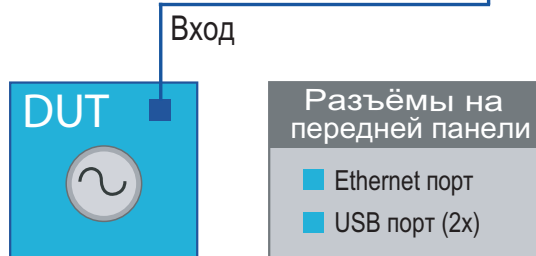 Вход
DUT
Разъёмы на
передней панели
Ethernet порт
USB порт (2x)